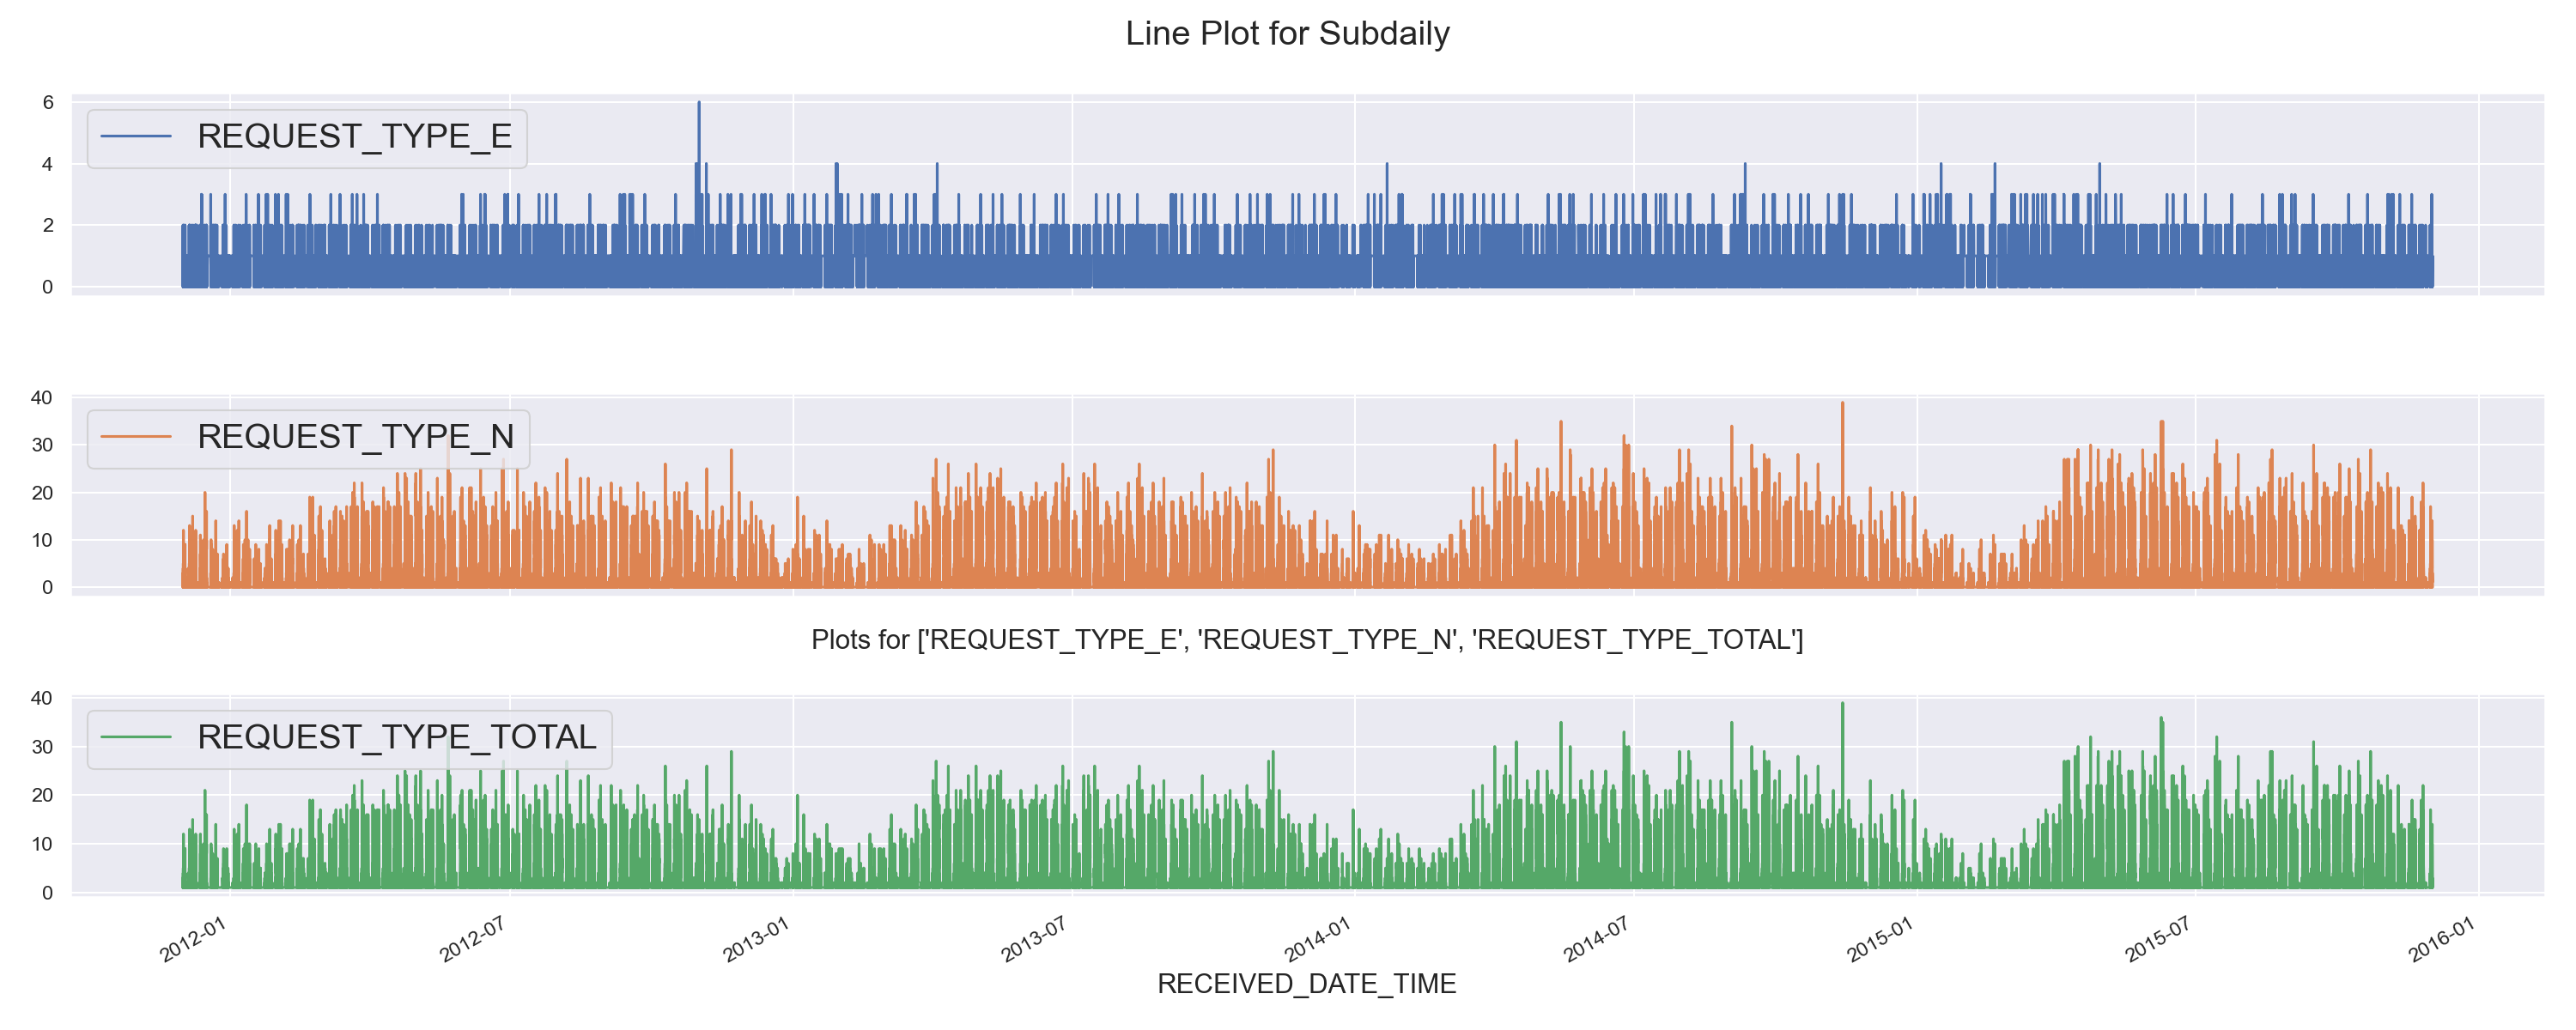 Line Plot for Subdaily
6
REQUEST_TYPE_E
4
2
0
40
REQUEST_TYPE_N
30
20
10
0
Plots for ['REQUEST_TYPE_E', 'REQUEST_TYPE_N', 'REQUEST_TYPE_TOTAL']
40
REQUEST_TYPE_TOTAL
30
20
10
0
2012-01 2012-07 2013-01 2013-07 2014-01 2014-07 2015-01 2015-07 2016-01
RECEIVED_DATE_TIME